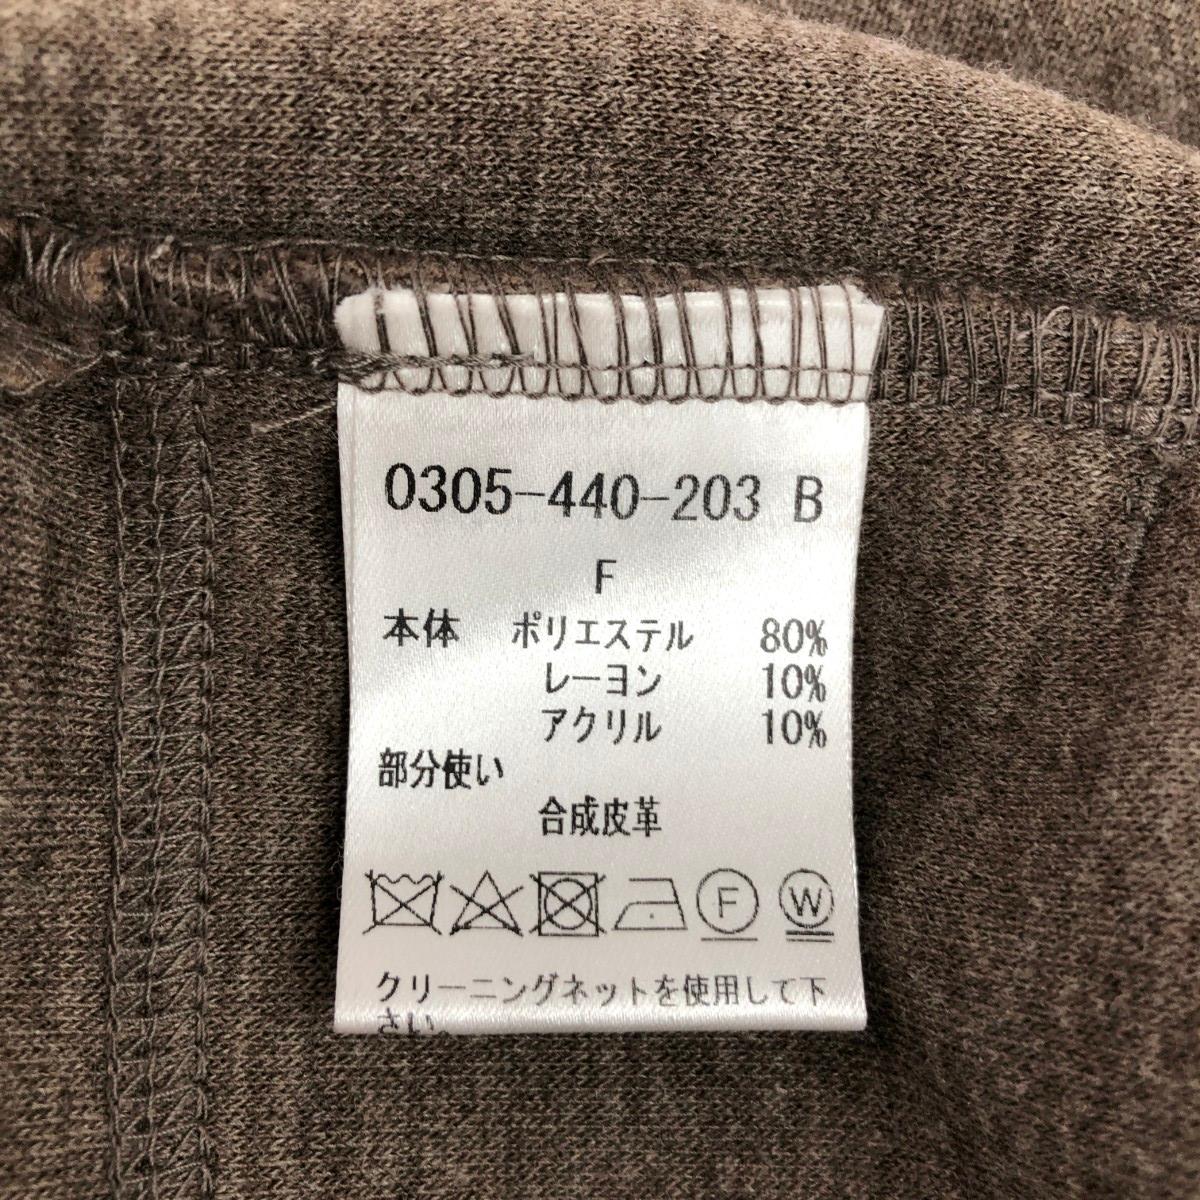 0305-440-203 B
F
本体 ポリエステル 80%
レーヨン 10%
アクリル 10%
部分使い
合成皮革
F W
クリーニングネットを使用して下
さい。